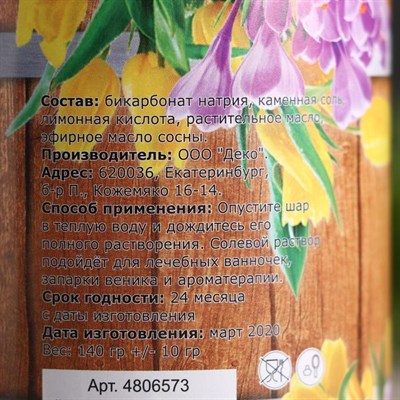 Состав: бикарбонат натрия, каменная соль,
лимонная кислота, растительное масло,
эфирное масло сосны.
Производитель: ООО "Деко".
Адрес: 620036, Екатеринбург,
б-р П., Кожемяко 16-14.
Способ применения: Опустите шар
в теплую воду и дождитесь его
полного растворения. Солевой раствор
подойдёт для лечебных ванночек,
запарки веника и ароматерапии.
Срок годности: 24 месяца
с даты изготовления
Дата изготовления: март 2020
Вес: 140 гр +/- 10 гр
Арт. 4806573